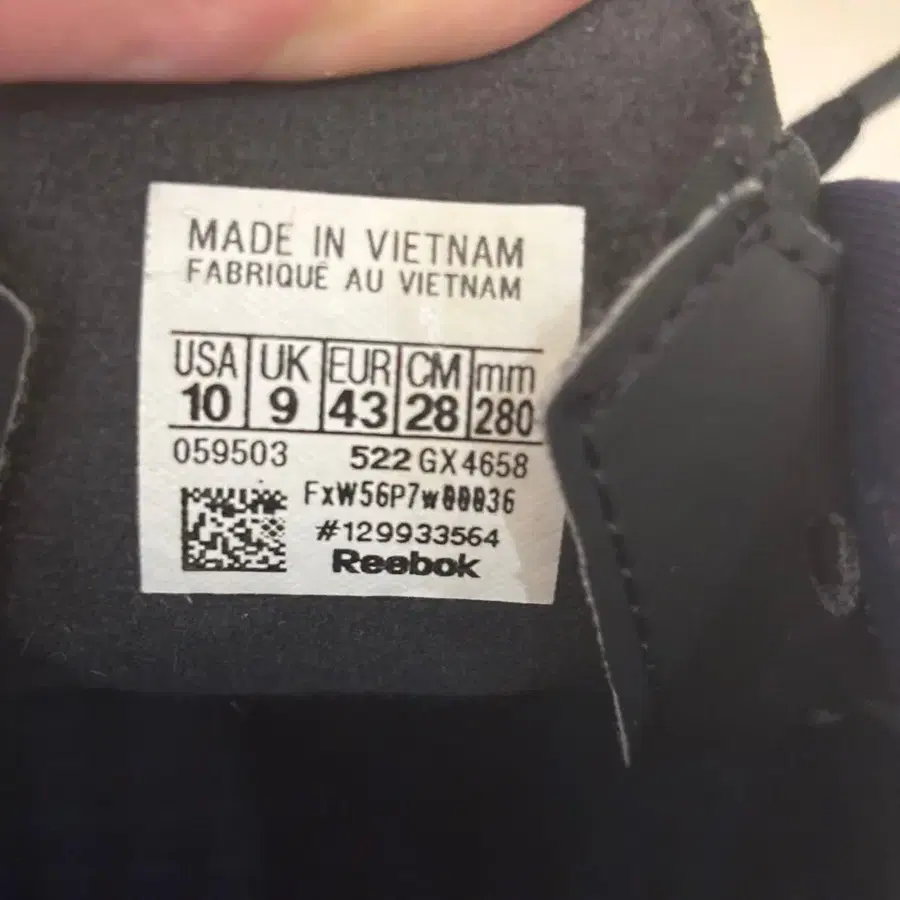 MADE IN VIETNAM
FABRIQUÉ AU VIETNAM
USA UK EUR CM mm
10 9 43 28 280
059503 522 GX4658
FxW56P7w00036
#129933564
Reebok